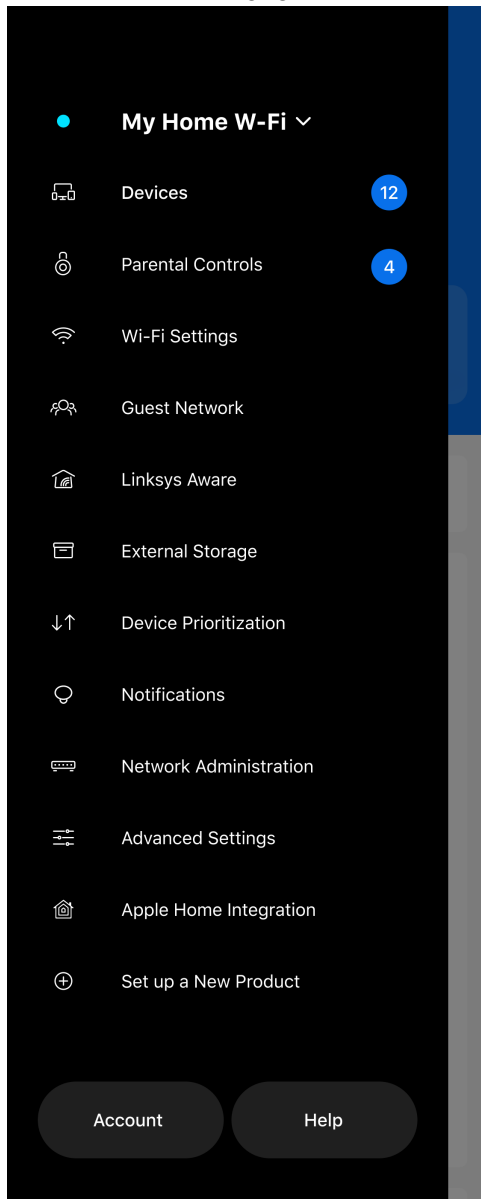 My Home W-Fi
Devices
12
Parental Controls
4
Wi-Fi Settings
Guest Network
Linksys Aware
External Storage
Device Prioritization
Notifications
Network Administration
Advanced Settings
Apple Home Integration
Set up a New Product
Account
Help